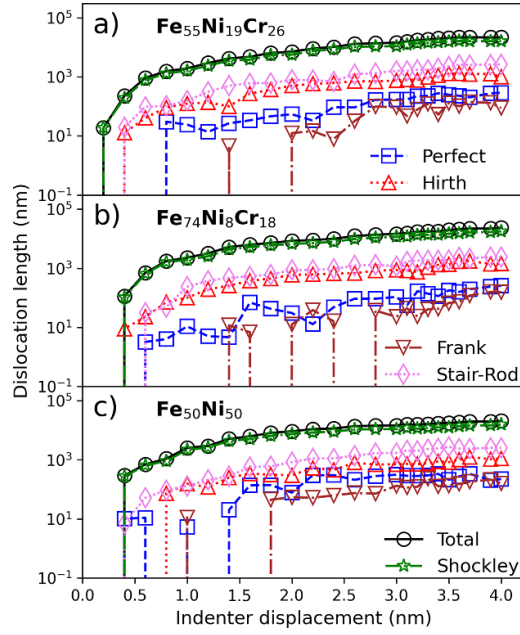 a) Fe55Ni19Cr26
10^5
10^3
10^1
10^−1
Perfect
Hirth
b) Fe74Ni8Cr18
10^5
10^3
10^1
10^−1
Frank
Stair-Rod
c) Fe50Ni50
10^5
10^3
10^1
10^−1
Total
Shockley
Dislocation length (nm)
0.0 0.5 1.0 1.5 2.0 2.5 3.0 3.5 4.0
Indenter displacement (nm)